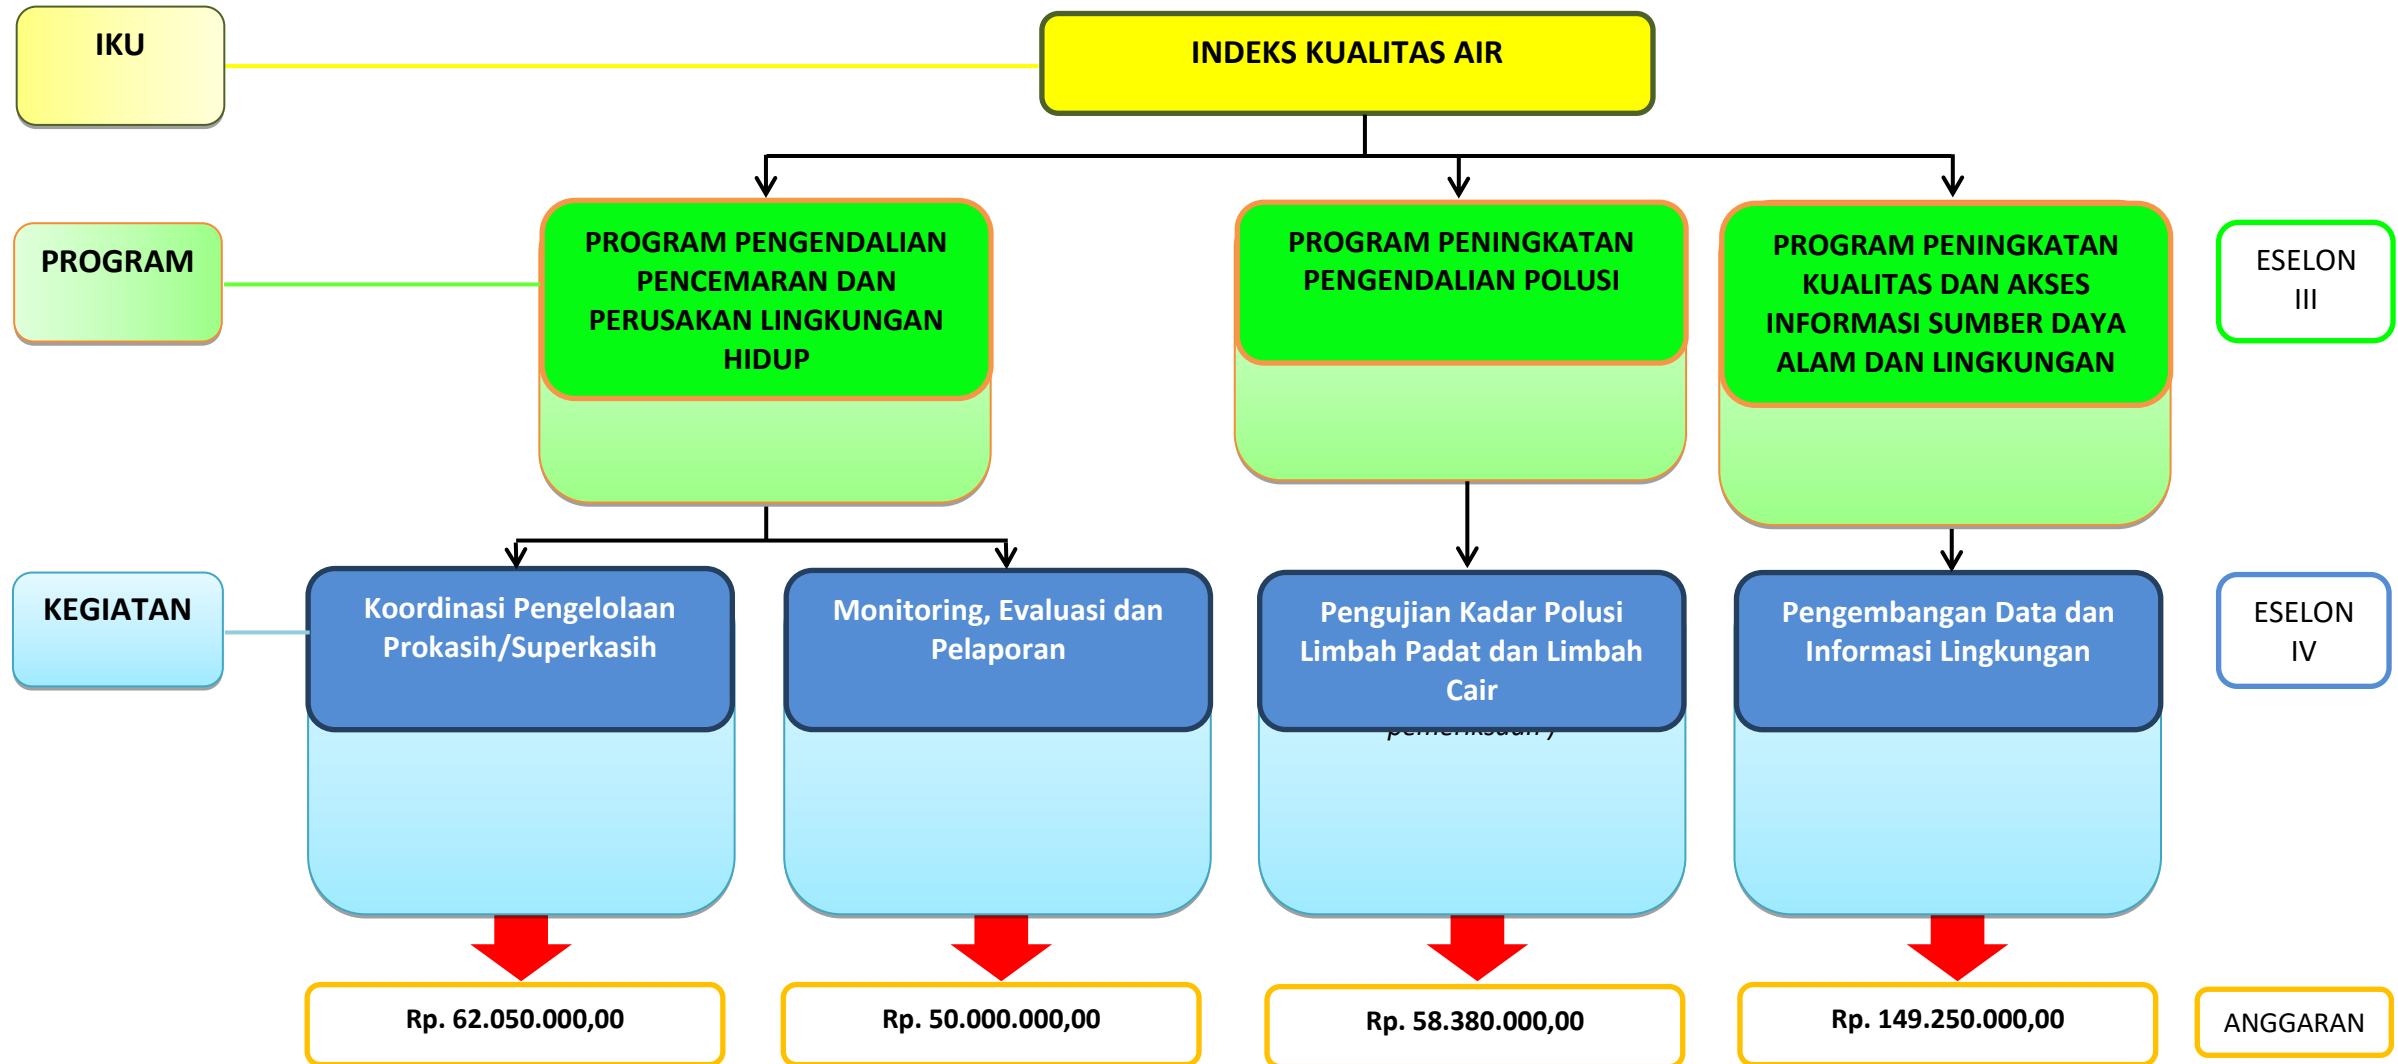 IKU
INDEKS KUALITAS AIR
PROGRAM
PROGRAM PENGENDALIAN
PENCEMARAN DAN
PERUSAKAN LINGKUNGAN
HIDUP
PROGRAM PENINGKATAN
PENGENDALIAN POLUSI
PROGRAM PENINGKATAN
KUALITAS DAN AKSES
INFORMASI SUMBER DAYA
ALAM DAN LINGKUNGAN
ESELON
III
KEGIATAN
Koordinasi Pengelolaan
Prokasih/Superkasih
Monitoring, Evaluasi dan
Pelaporan
Pengujian Kadar Polusi
Limbah Padat dan Limbah
Cair
pemeriksaan )
Pengembangan Data dan
Informasi Lingkungan
ESELON
IV
Rp. 62.050.000,00
Rp. 50.000.000,00
Rp. 58.380.000,00
Rp. 149.250.000,00
ANGGARAN